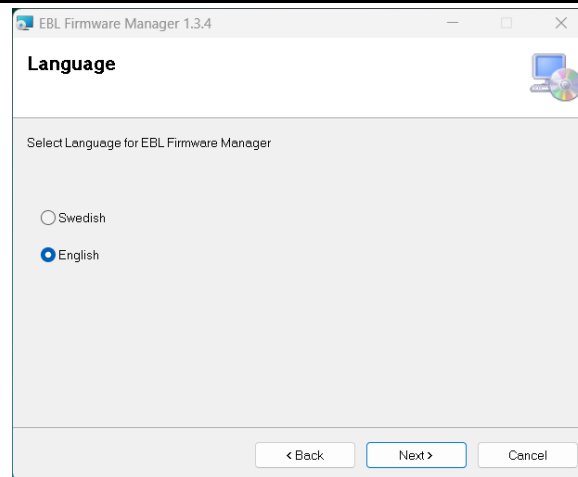 EBL Firmware Manager 1.3.4
Language
Select Language for EBL Firmware Manager
Swedish
English
< Back Next > Cancel